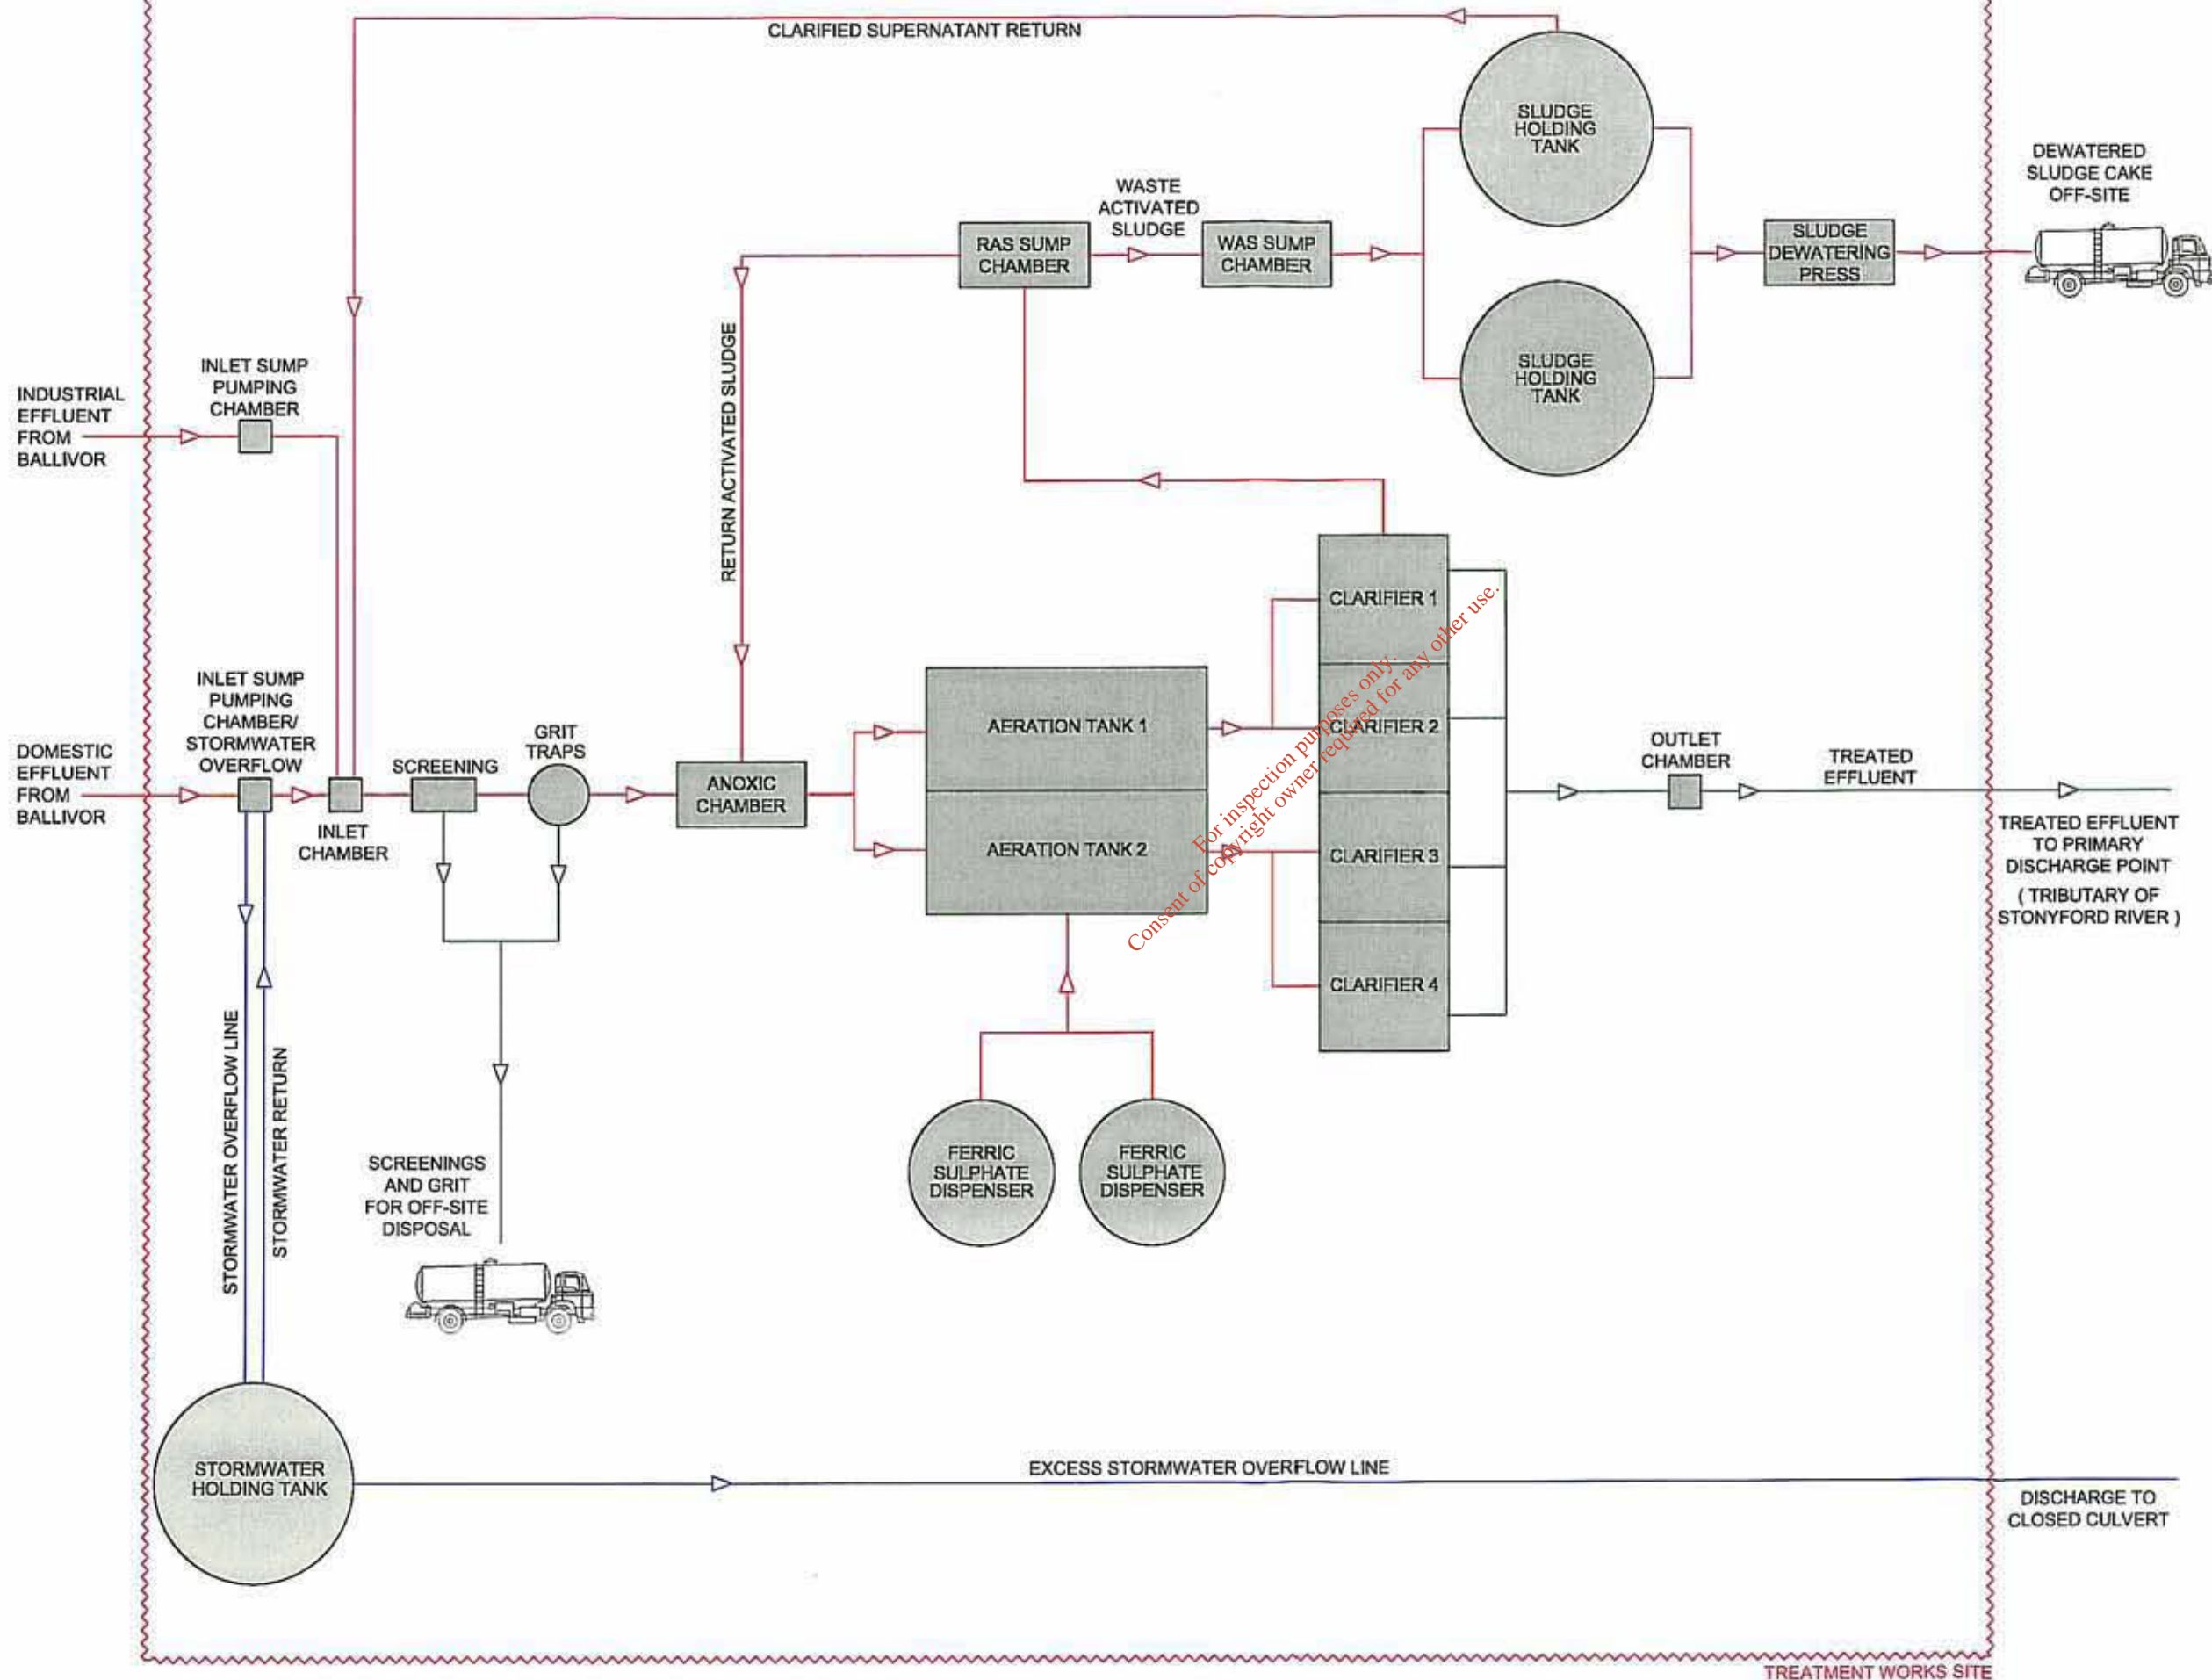 CLARIFIED SUPERNATANT RETURN
SLUDGE
HOLDING
TANK
DEWATERED
SLUDGE CAKE
OFF-SITE
WASTE
ACTIVATED
SLUDGE
RAS SUMP
CHAMBER
WAS SUMP
CHAMBER
SLUDGE
DEWATERING
PRESS
SLUDGE
HOLDING
TANK
RETURN ACTIVATED SLUDGE
INLET SUMP
PUMPING
CHAMBER
INDUSTRIAL
EFFLUENT
FROM
BALLIVOR
CLARIFIER 1
CLARIFIER 2
CLARIFIER 3
CLARIFIER 4
For inspection purposes only.
Consent of copyright owner required for any other use.
INLET SUMP
PUMPING
CHAMBER/
STORMWATER
OVERFLOW
DOMESTIC
EFFLUENT
FROM
BALLIVOR
INLET
CHAMBER
SCREENING
GRIT
TRAPS
ANOXIC
CHAMBER
AERATION TANK 1
AERATION TANK 2
OUTLET
CHAMBER
TREATED
EFFLUENT
TREATED EFFLUENT
TO PRIMARY
DISCHARGE POINT
( TRIBUTARY OF
STONYFORD RIVER )
STORMWATER OVERFLOW LINE
STORMWATER RETURN
SCREENINGS
AND GRIT
FOR OFF-SITE
DISPOSAL
FERRIC
SULPHATE
DISPENSER
FERRIC
SULPHATE
DISPENSER
STORMWATER
HOLDING TANK
EXCESS STORMWATER OVERFLOW LINE
DISCHARGE TO
CLOSED CULVERT
TREATMENT WORKS SITE